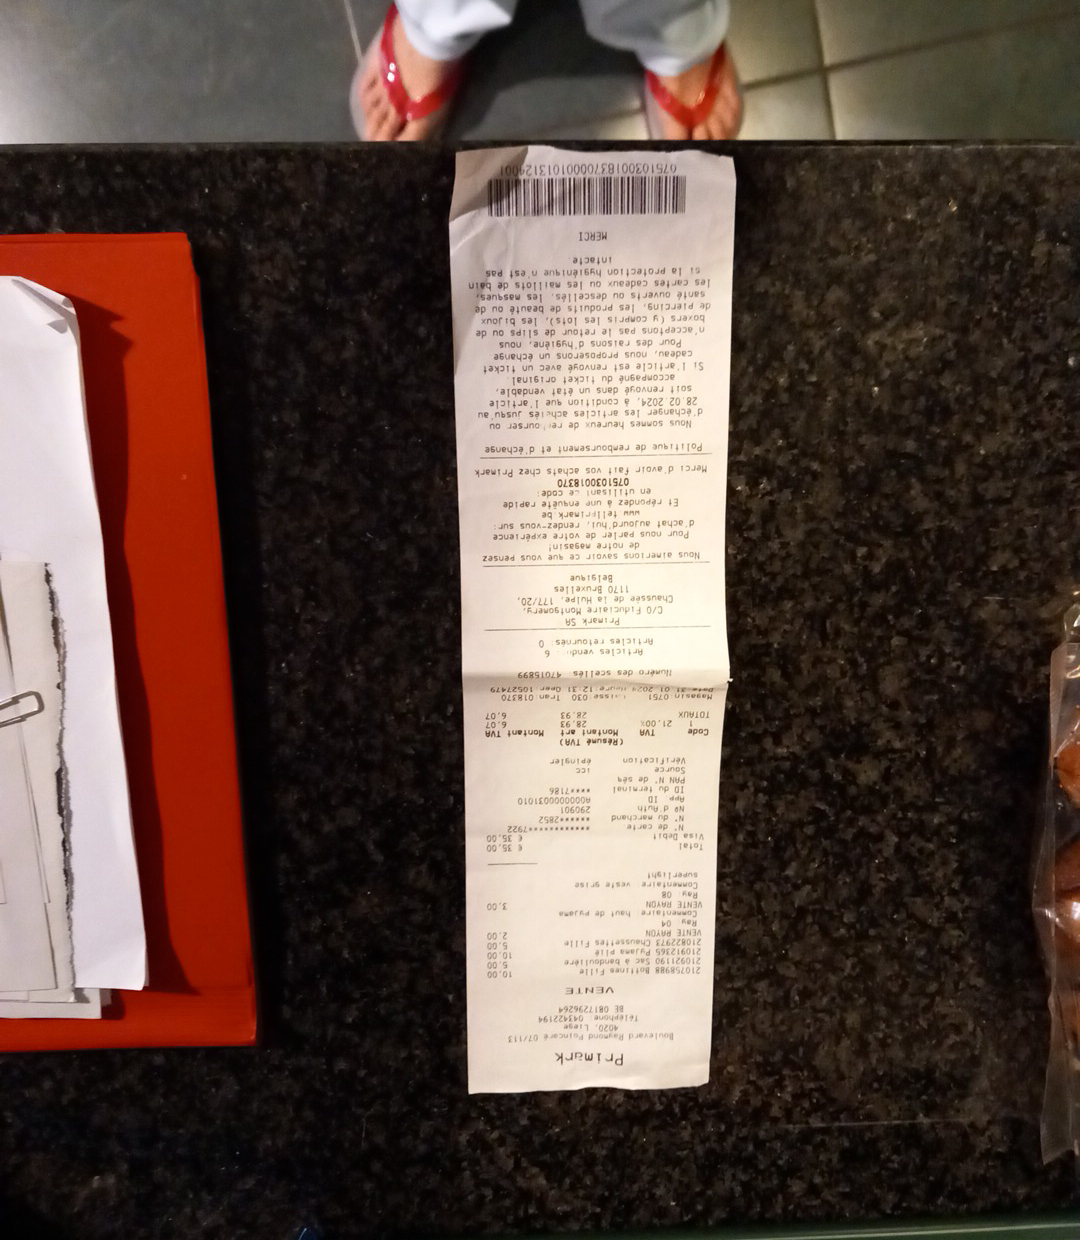 Primark
Boulevard Raymond Poincaré 07/113
4020, Liege
Téléphone 043422194
BE 0817296264
VENTE
210758988 Bottines Fille 10,00
210921190 Sac à bandoulière 5,00
210912365 Pyjama plié 10,00
210822973 Chaussettes Fille 5,00
VENTE RAYON 2,00
Ray 04
Commentaire haut de pyjama
VENTE RAYON 3,00
Ray 08
Commentaire veste grise
superlight
Total € 35,00
Visa Debit € 35,00
N° de carte ************7922
N° du marchand ******2852
N° d'Auth 290901
App ID A0000000031010
ID du terminal ****7186
PAN N° de séq
Source icc
Vérification épingler
(Résumé TVA)
Code TVA Montant art Montant TVA
1 21,00% 28,93 6,07
TOTAUX 28,93 6,07
Magasin 0751 Caisse 030 Tran 018370
Date 31 01 2024 Heure 12:31 Oper 10527479
Numéro des scellés 47015899
Articles vendus : 6
Articles retournés: 0
Primark SA
C/O Fiduciaire Montgomery,
Chaussée de la Hulpe, 177/20,
1170 Bruxelles
Belgique
Nous aimerions savoir ce que vous pensez
de notre magasin!
Pour nous parler de votre expérience
d'achat aujourd'hui, rendez-vous sur:
www tellprimark be
Et répondez à une enquête rapide
en utilisant ce code:
0751030018370
Merci d'avoir fait vos achats chez Primark
Politique de remboursement et d'échange
Nous sommes heureux de rembourser ou
d'échanger les articles achetés jusqu'au
28 02 2024, à condition que l'article
soit renvoyé dans un état vendable,
accompagné du ticket original.
Si l'article est renvoyé avec un ticket
cadeau, nous proposerons un échange
Pour des raisons d'hygiène, nous
n'acceptons pas le retour de slips ou de
boxers (y compris les lots), les bijoux
de piercing, les produits de beauté ou de
santé ouverts ou descellés, les masques,
les cartes cadeaux ou les maillots de bain
si la protection hygiénique n'est pas
intacte
MERCI
07510300183700001013124001